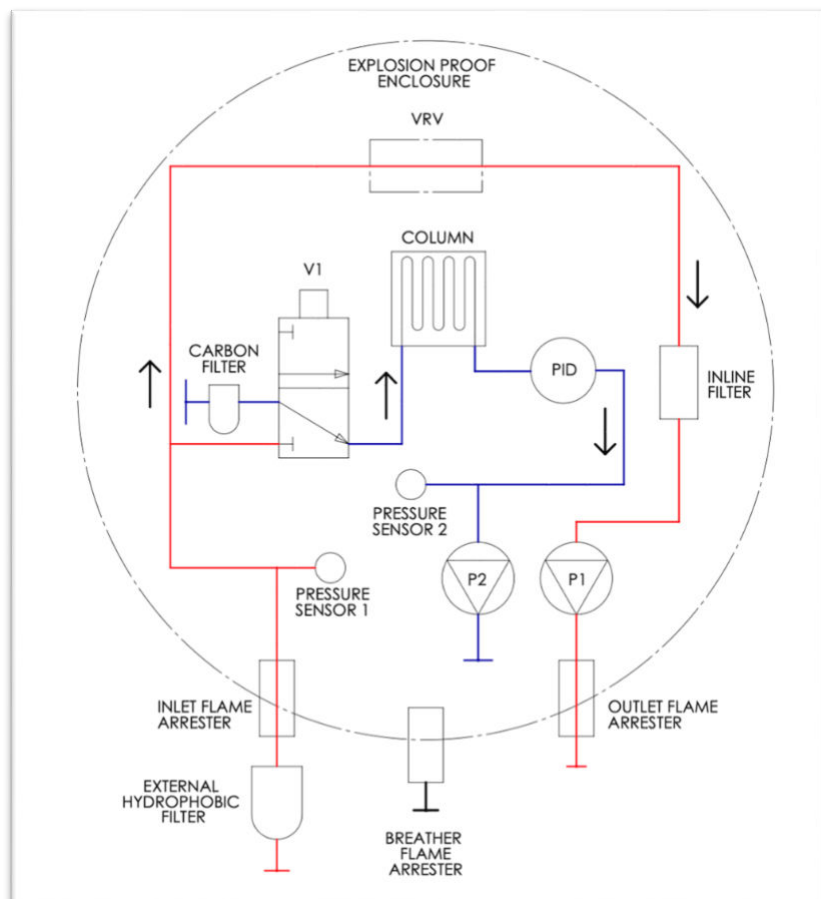 EXPLOSION PROOF
ENCLOSURE
VRV
COLUMN
V1
CARBON
FILTER
PID
INLINE
FILTER
PRESSURE
SENSOR 2
P2
P1
PRESSURE
SENSOR 1
INLET FLAME
ARRESTER
OUTLET FLAME
ARRESTER
EXTERNAL
HYDROPHOBIC
FILTER
BREATHER
FLAME
ARRESTER